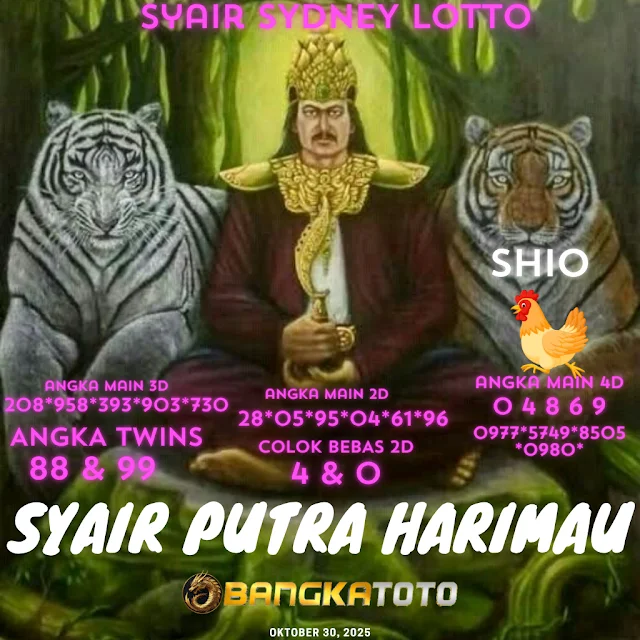 SYAIR SYDNEY LOTTO
SHIO
ANGKA MAIN 3D
208*958*393*903*730
ANGKA TWINS
88 & 99
ANGKA MAIN 2D
28*05*95*04*61*96
COLOK BEBAS 2D
4 & 0
ANGKA MAIN 4D
0 4 8 6 9
0977*5749*8505
*0980*
SYAIR PUTRA HARIMAU
BANGKATOTO
OKTOBER 30, 2025